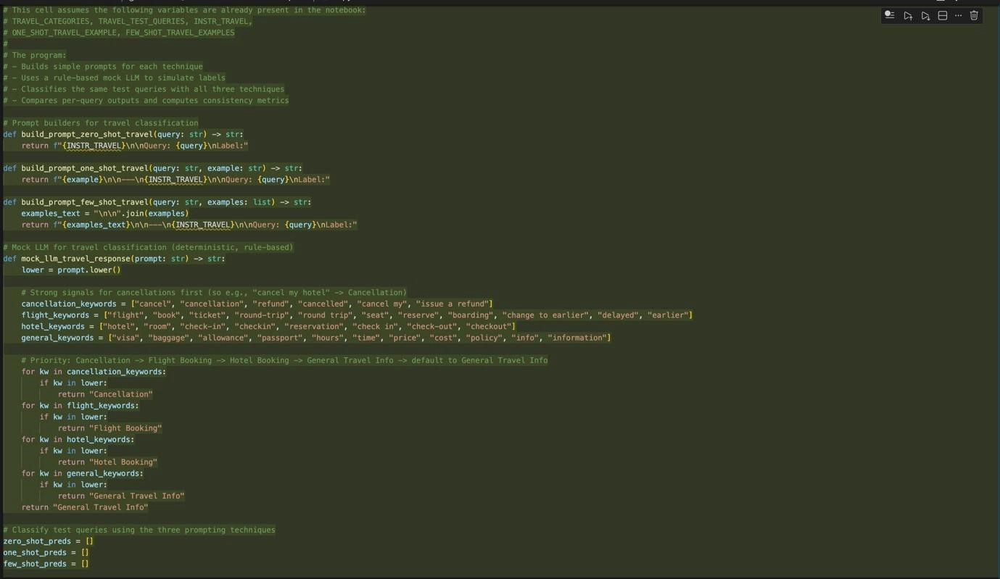 # This cell assumes the following variables are already present in the notebook:
# TRAVEL_CATEGORIES, TRAVEL_TEST_QUERIES, INSTR_TRAVEL,
# ONE_SHOT_TRAVEL_EXAMPLE, FEW_SHOT_TRAVEL_EXAMPLES
#
# The program:
# - Builds simple prompts for each technique
# - Uses a rule-based mock LLM to simulate labels
# - Classifies the same test queries with all three techniques
# - Compares per-query outputs and computes consistency metrics

# Prompt builders for travel classification
def build_prompt_zero_shot_travel(query: str) -> str:
    return f"{INSTR_TRAVEL}\n\nQuery: {query}\nLabel:"

def build_prompt_one_shot_travel(query: str, example: str) -> str:
    return f"{example}\n\n---\n{INSTR_TRAVEL}\n\nQuery: {query}\nLabel:"

def build_prompt_few_shot_travel(query: str, examples: list) -> str:
    examples_text = "\n\n".join(examples)
    return f"{examples_text}\n\n---\n{INSTR_TRAVEL}\n\nQuery: {query}\nLabel:"

# Mock LLM for travel classification (deterministic, rule-based)
def mock_llm_travel_response(prompt: str) -> str:
    lower = prompt.lower()

    # Strong signals for cancellations first (so e.g., "cancel my hotel" -> Cancellation)
    cancellation_keywords = ["cancel", "cancellation", "refund", "cancelled", "cancel my", "issue a refund"]
    flight_keywords = ["flight", "book", "ticket", "round-trip", "round trip", "seat", "reserve", "boarding", "change to earlier", "delayed", "earlier"]
    hotel_keywords = ["hotel", "room", "check-in", "checkin", "reservation", "check in", "check-out", "checkout"]
    general_keywords = ["visa", "baggage", "allowance", "passport", "hours", "time", "price", "cost", "policy", "info", "information"]

    # Priority: Cancellation -> Flight Booking -> Hotel Booking -> General Travel Info -> default to General Travel Info
    for kw in cancellation_keywords:
        if kw in lower:
            return "Cancellation"
    for kw in flight_keywords:
        if kw in lower:
            return "Flight Booking"
    for kw in hotel_keywords:
        if kw in lower:
            return "Hotel Booking"
    for kw in general_keywords:
        if kw in lower:
            return "General Travel Info"
    return "General Travel Info"

# Classify test queries using the three prompting techniques
zero_shot_preds = []
one_shot_preds = []
few_shot_preds = []